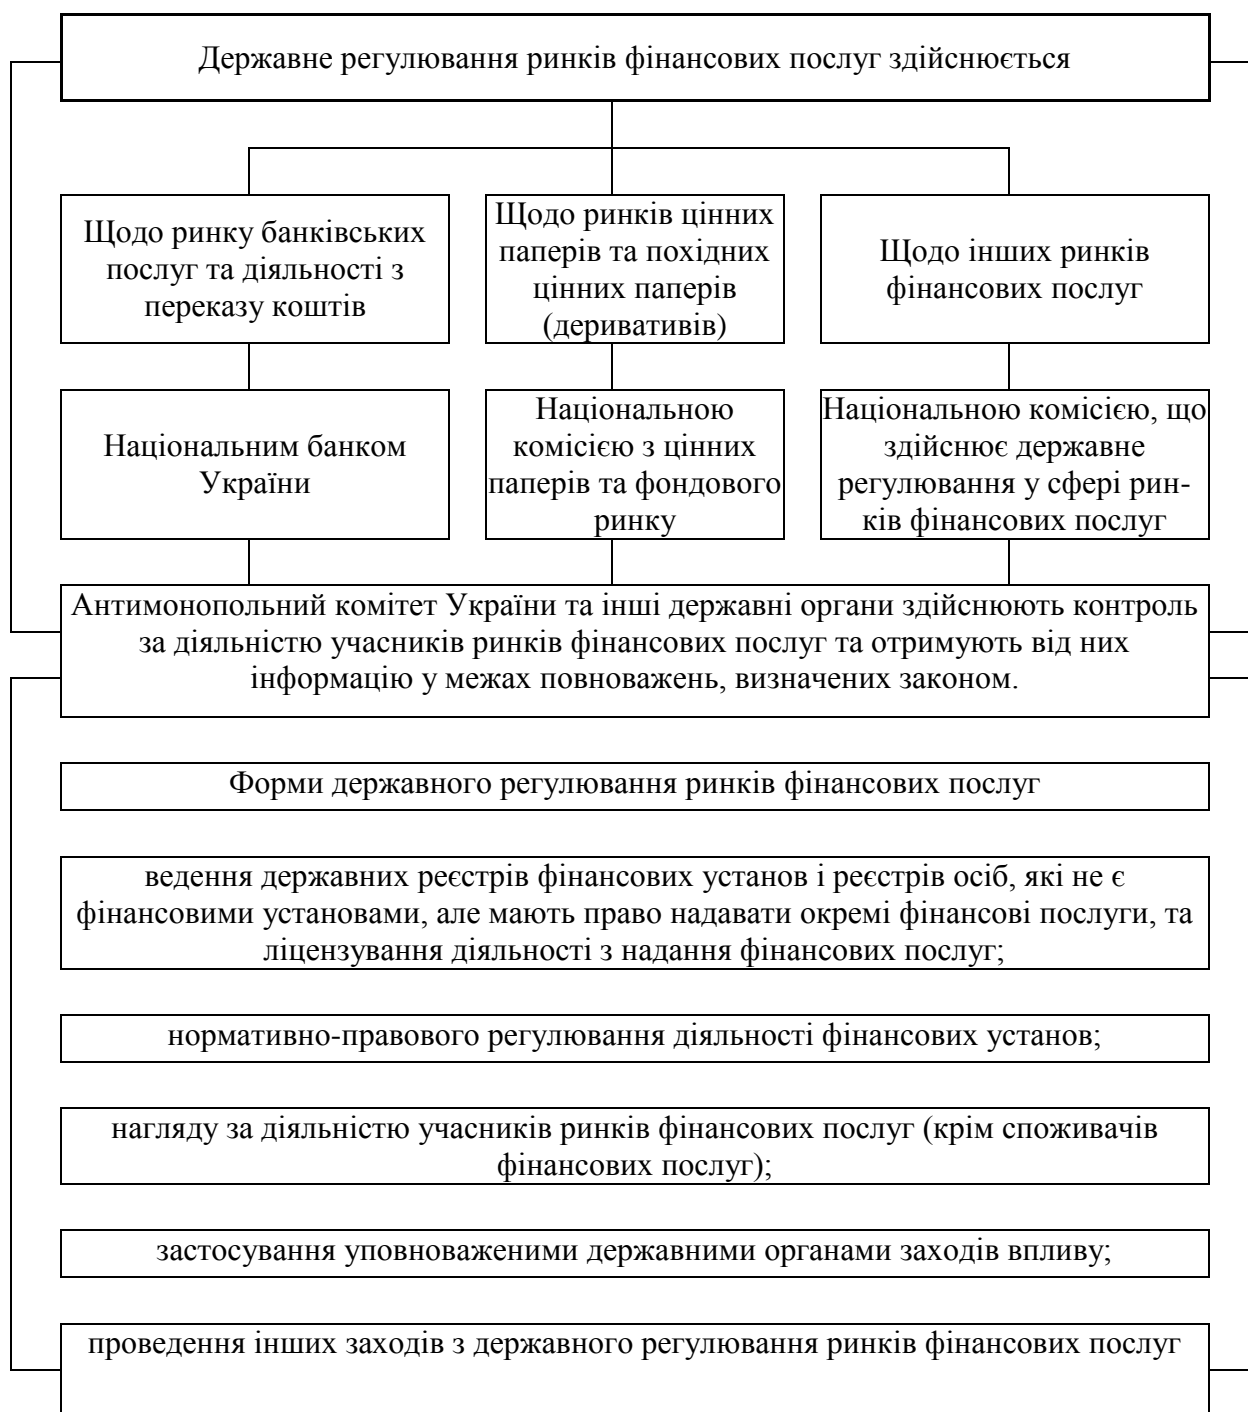 Державне регулювання ринків фінансових послуг здійснюється
Щодо ринку банківських
послуг та діяльності з
переказу коштів
Щодо ринків цінних
паперів та похідних
цінних паперів
(деривативів)
Щодо інших ринків
фінансових послуг
Національним банком
України
Національною
комісією з цінних
паперів та фондового
ринку
Національною комісією, що
здійснює державне
регулювання у сфері рин-
ків фінансових послуг
Антимонопольний комітет України та інші державні органи здійснюють контроль
за діяльністю учасників ринків фінансових послуг та отримують від них
інформацію у межах повноважень, визначених законом.
Форми державного регулювання ринків фінансових послуг
ведення державних реєстрів фінансових установ і реєстрів осіб, які не є
фінансовими установами, але мають право надавати окремі фінансові послуги, та
ліцензування діяльності з надання фінансових послуг;
нормативно-правового регулювання діяльності фінансових установ;
нагляду за діяльністю учасників ринків фінансових послуг (крім споживачів
фінансових послуг);
застосування уповноваженими державними органами заходів впливу;
проведення інших заходів з державного регулювання ринків фінансових послуг